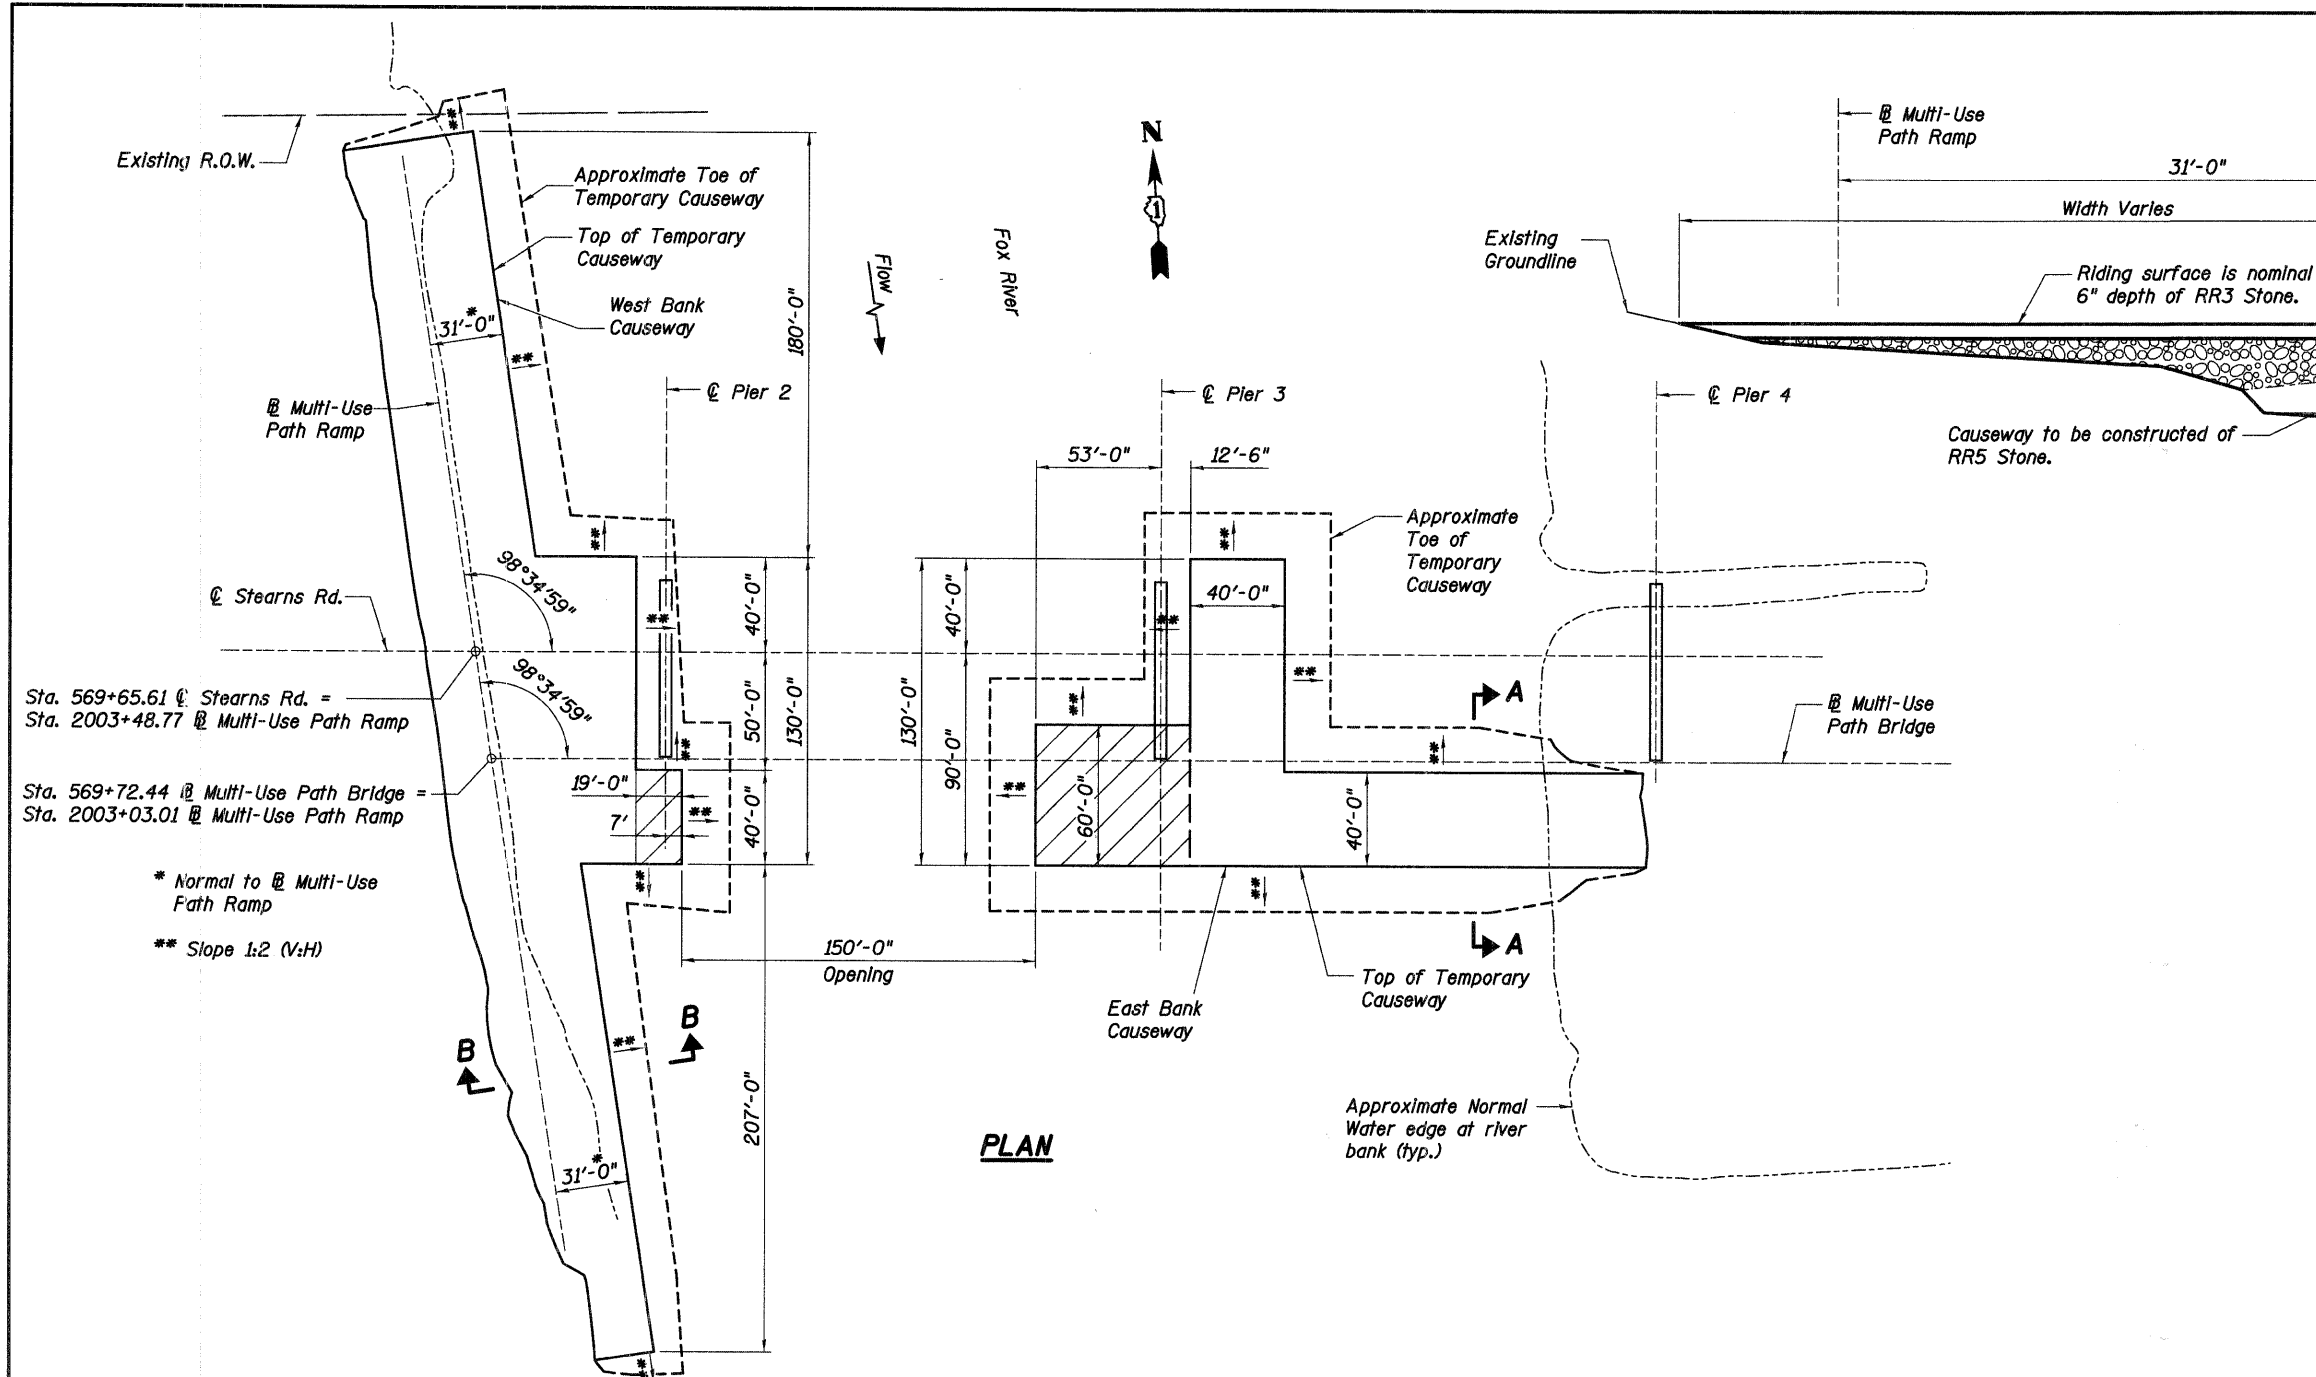 Existing R.O.W.
Approximate Toe of
Temporary Causeway
Top of Temporary
Causeway
West Bank
Causeway
*
31'-0"
**
**
℄ Pier 2
Flow
Fox River
N
1
180'-0"
B̲L̲ Multi-Use
Path Ramp
31'-0"
Width Varies
Existing
Groundline
Riding surface is nominal
6" depth of RR3 Stone.
Causeway to be constructed of
RR5 Stone.
B̲L̲ Multi-Use
Path Ramp
℄ Pier 3
℄ Pier 4
53'-0"
12'-6"
Approximate
Toe of
Temporary
Causeway
**
**
98°34'59"
℄ Stearns Rd.
**
40'-0"
40'-0"
**
40'-0"
98°34'59"
Sta. 569+65.61 ℄ Stearns Rd. =
Sta. 2003+48.77 B̲L̲ Multi-Use Path Ramp
50'-0"
130'-0"
130'-0"
90'-0"
**
**
**
A
B̲L̲ Multi-Use
Path Bridge
**
Sta. 569+72.44 B̲L̲ Multi-Use Path Bridge =
Sta. 2003+03.01 B̲L̲ Multi-Use Path Ramp
19'-0"
7'
**
40'-0"
**
60'-0"
40'-0"
* Normal to B̲L̲ Multi-Use
Path Ramp
** Slope 1:2 (V:H)
**
**
A
150'-0"
Opening
East Bank
Causeway
Top of Temporary
Causeway
B
B
**
207'-0"
PLAN
Approximate Normal
Water edge at river
bank (typ.)
*
31'-0"
**